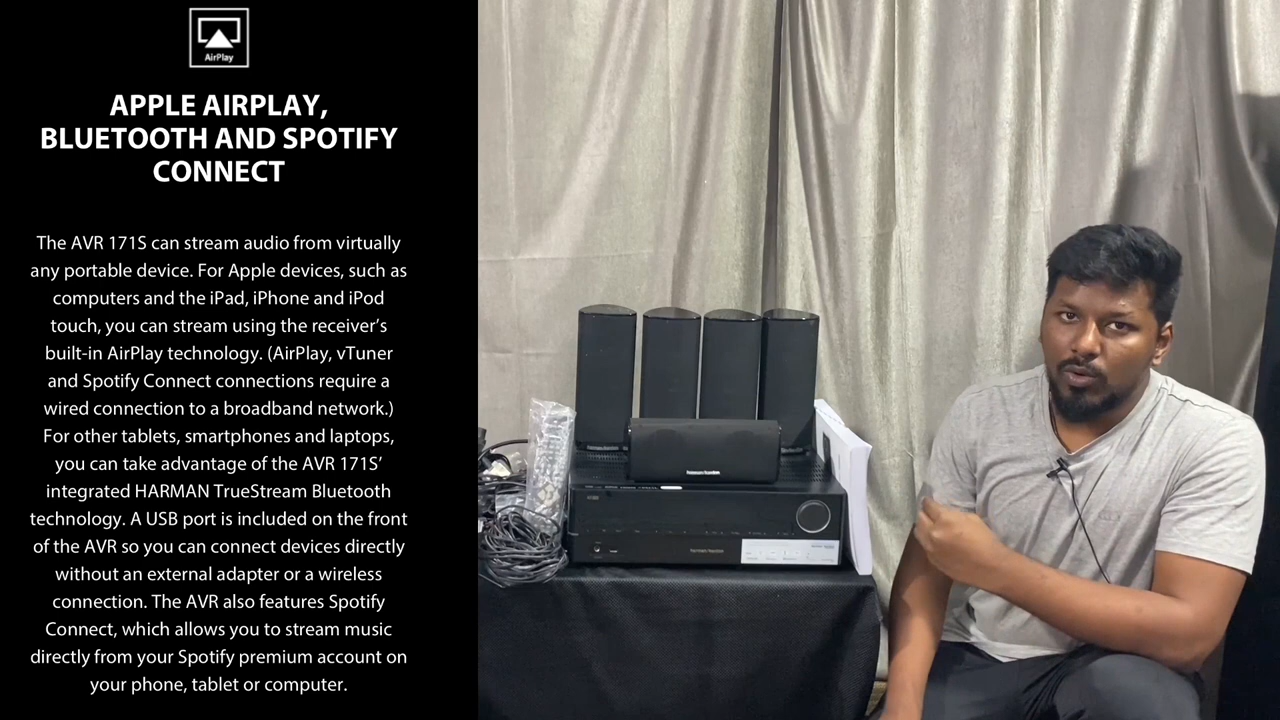 AirPlay
APPLE AIRPLAY,
BLUETOOTH AND SPOTIFY
CONNECT
The AVR 171S can stream audio from virtually
any portable device. For Apple devices, such as
computers and the iPad, iPhone and iPod
touch, you can stream using the receiver’s
built-in AirPlay technology. (AirPlay, vTuner
and Spotify Connect connections require a
wired connection to a broadband network.)
For other tablets, smartphones and laptops,
you can take advantage of the AVR 171S’
integrated HARMAN TrueStream Bluetooth
technology. A USB port is included on the front
of the AVR so you can connect devices directly
without an external adapter or a wireless
connection. The AVR also features Spotify
Connect, which allows you to stream music
directly from your Spotify premium account on
your phone, tablet or computer.
harman/kardon
harman/kardon